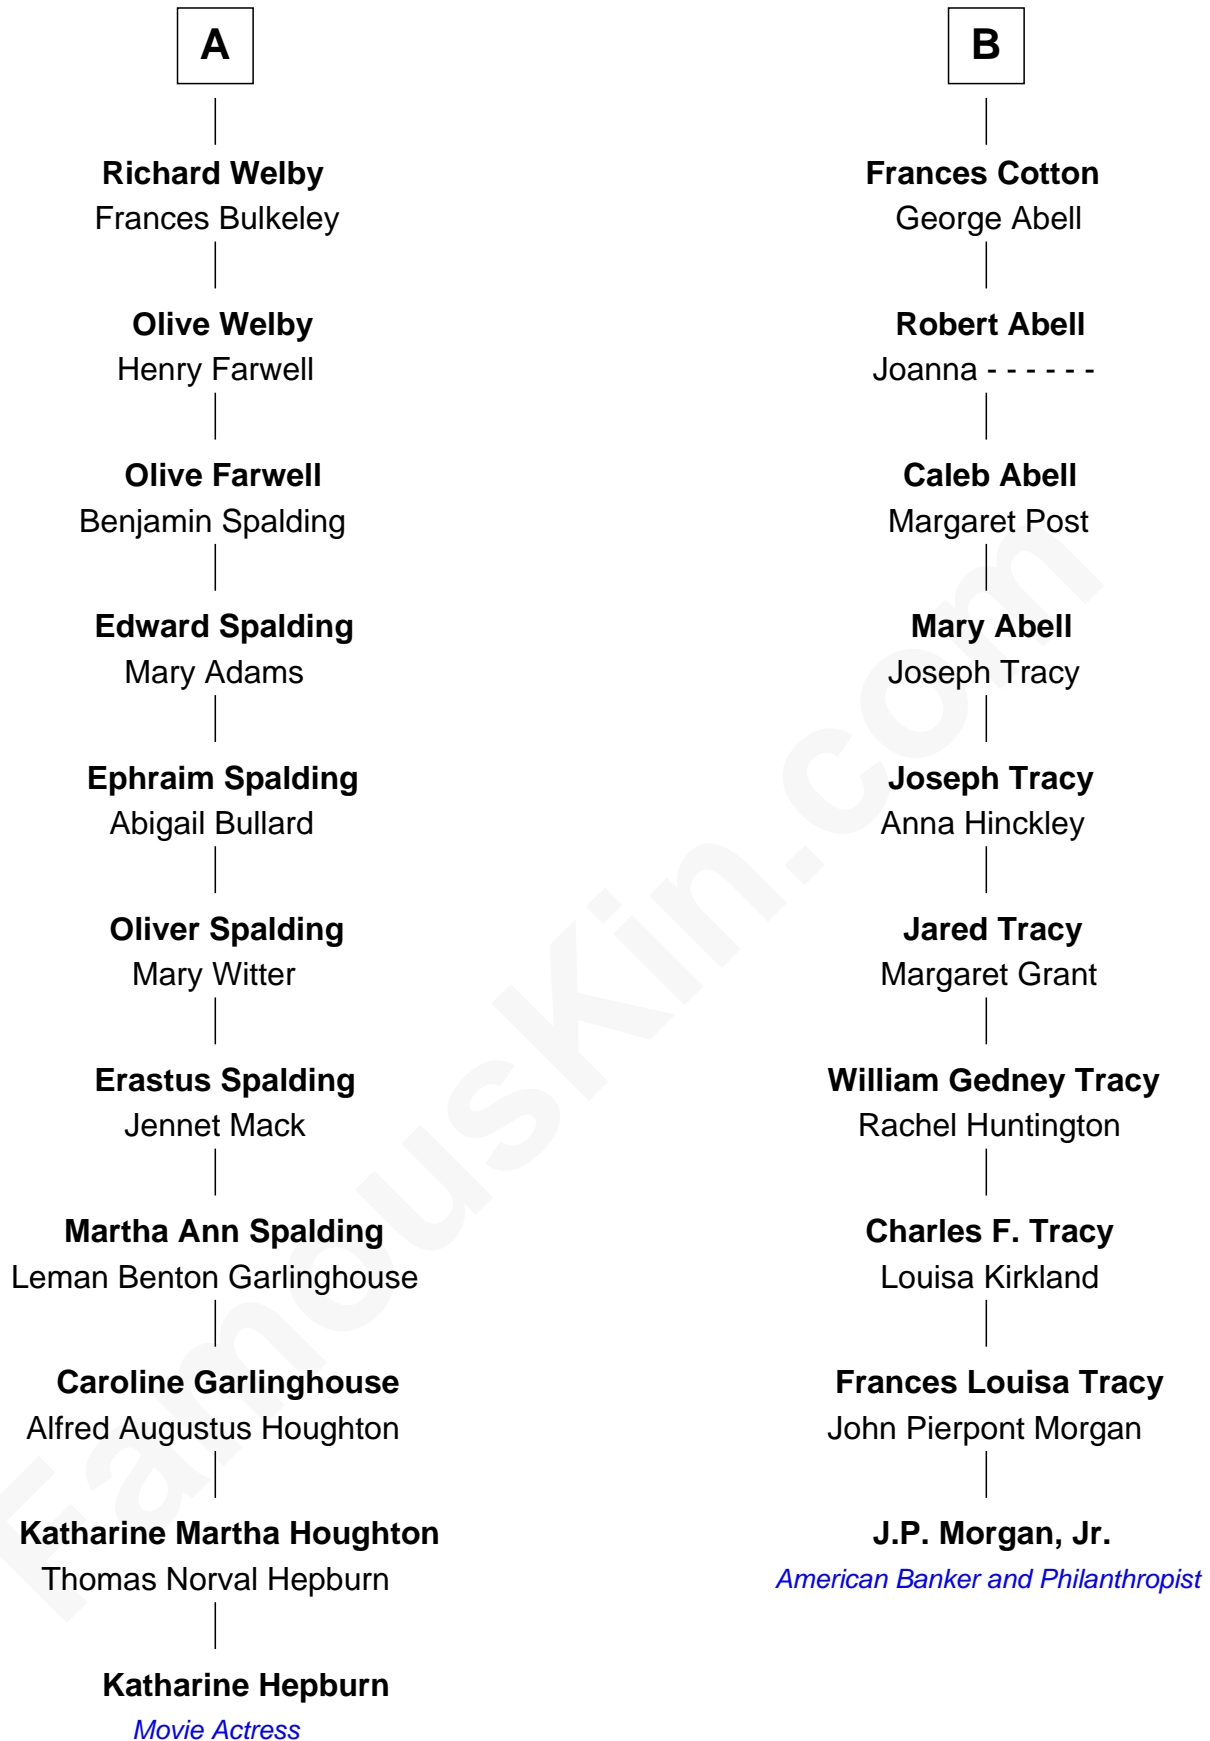 A
Richard Welby
Frances Bulkeley
Olive Welby
Henry Farwell
Olive Farwell
Benjamin Spalding
Edward Spalding
Mary Adams
Ephraim Spalding
Abigail Bullard
Oliver Spalding
Mary Witter
Erastus Spalding
Jennet Mack
Martha Ann Spalding
Leman Benton Garlinghouse
Caroline Garlinghouse
Alfred Augustus Houghton
Katharine Martha Houghton
Thomas Norval Hepburn
Katharine Hepburn
Movie Actress
B
Frances Cotton
George Abell
Robert Abell
Joanna - - - - - -
Caleb Abell
Margaret Post
Mary Abell
Joseph Tracy
Joseph Tracy
Anna Hinckley
Jared Tracy
Margaret Grant
William Gedney Tracy
Rachel Huntington
Charles F. Tracy
Louisa Kirkland
Frances Louisa Tracy
John Pierpont Morgan
J.P. Morgan, Jr.
American Banker and Philanthropist
FamousKin.com